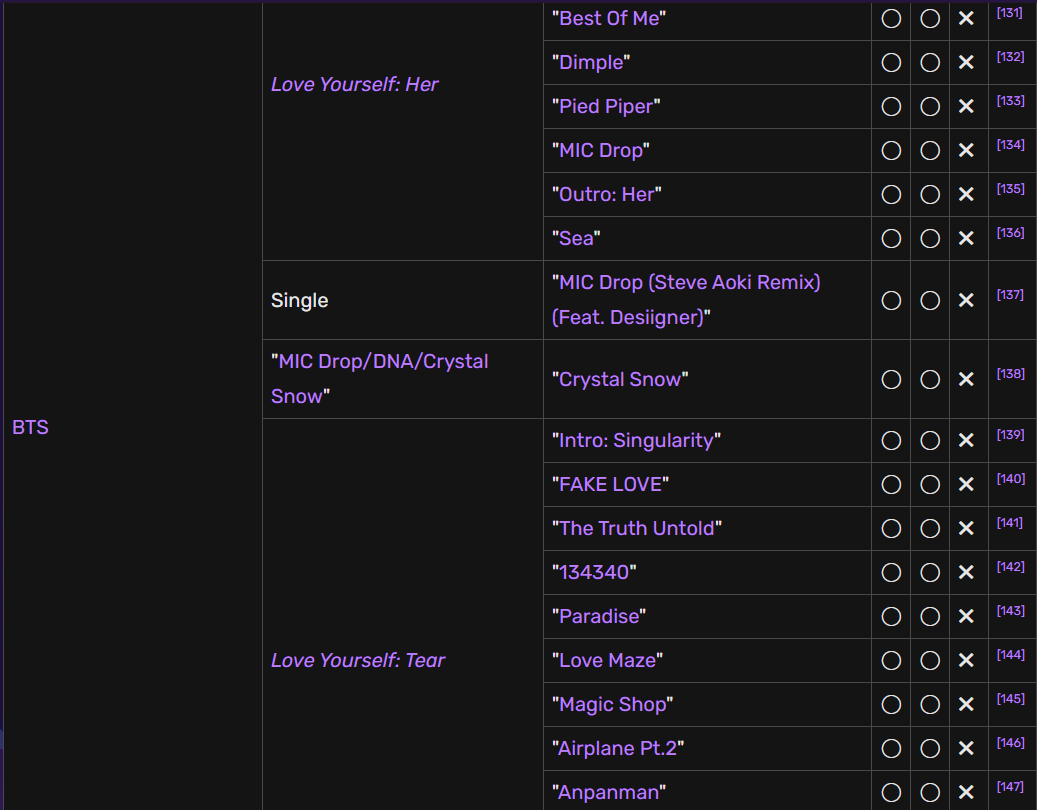 "Best Of Me" ◯ ◯ ✕ [131]
Love Yourself: Her
"Dimple" ◯ ◯ ✕ [132]
"Pied Piper" ◯ ◯ ✕ [133]
"MIC Drop" ◯ ◯ ✕ [134]
"Outro: Her" ◯ ◯ ✕ [135]
"Sea" ◯ ◯ ✕ [136]
Single
"MIC Drop (Steve Aoki Remix)
(Feat. Desiigner)" ◯ ◯ ✕ [137]
"MIC Drop/DNA/Crystal
Snow"
"Crystal Snow" ◯ ◯ ✕ [138]
BTS
"Intro: Singularity" ◯ ◯ ✕ [139]
"FAKE LOVE" ◯ ◯ ✕ [140]
"The Truth Untold" ◯ ◯ ✕ [141]
"134340" ◯ ◯ ✕ [142]
"Paradise" ◯ ◯ ✕ [143]
Love Yourself: Tear
"Love Maze" ◯ ◯ ✕ [144]
"Magic Shop" ◯ ◯ ✕ [145]
"Airplane Pt.2" ◯ ◯ ✕ [146]
"Anpanman" ◯ ◯ ✕ [147]